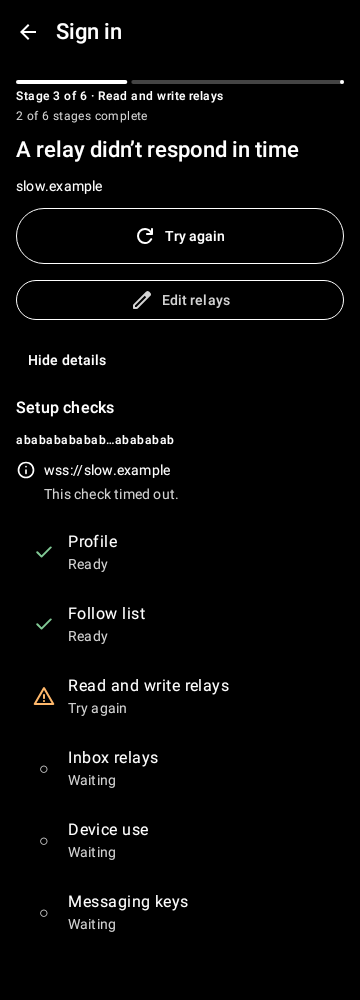 Sign in
Stage 3 of 6 · Read and write relays
2 of 6 stages complete
A relay didn’t respond in time
slow.example
Try again
Edit relays
Hide details
Setup checks
abababababab…abababab
wss://slow.example
This check timed out.
Profile
Ready
Follow list
Ready
Read and write relays
Try again
Inbox relays
Waiting
Device use
Waiting
Messaging keys
Waiting